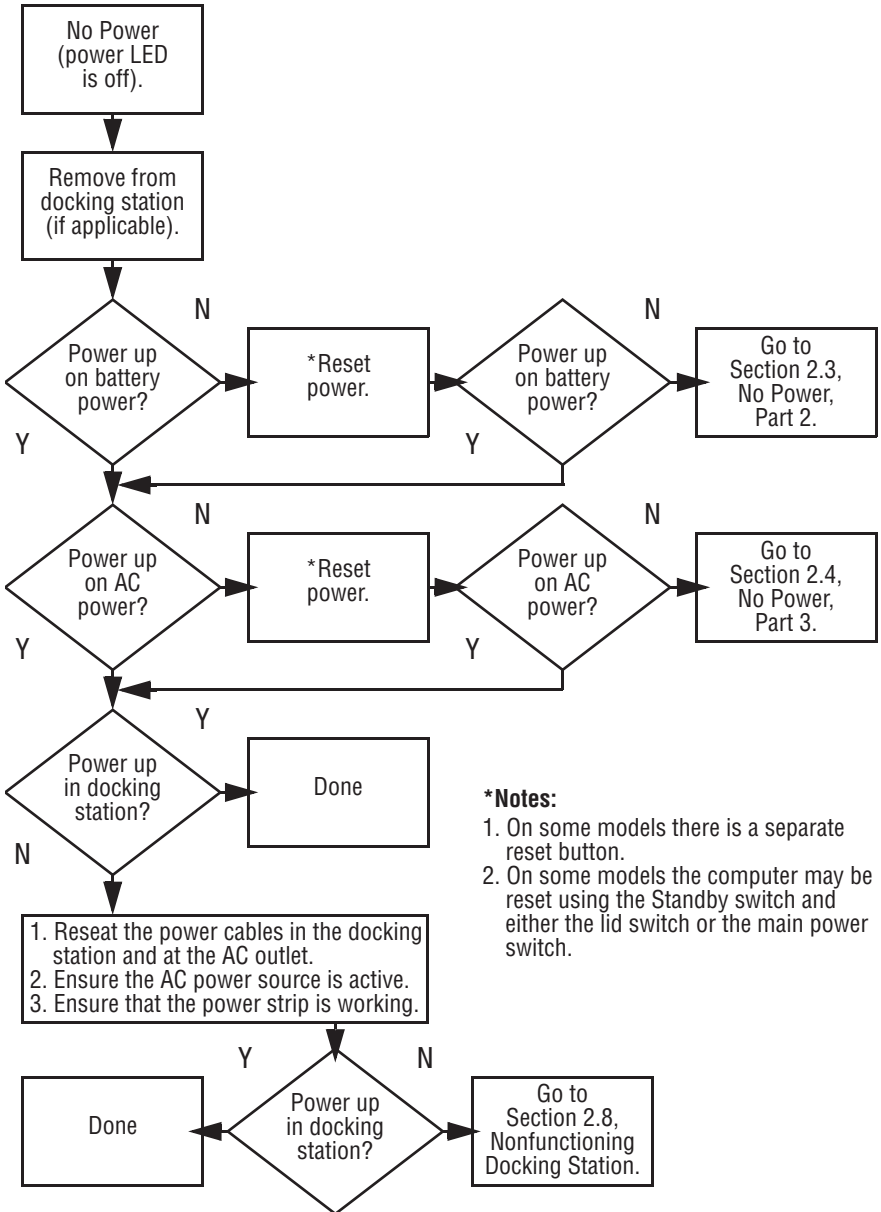 No Power
(power LED
is off).
Remove from
docking station
(if applicable).
N
Power up
on battery
power?
Y
*Reset
power.
N
Power up
on battery
power?
Y
Go to
Section 2.3,
No Power,
Part 2.
N
Power up
on AC
power?
Y
*Reset
power.
N
Power up
on AC
power?
Y
Go to
Section 2.4,
No Power,
Part 3.
Y
Power up
in docking
station?
N
Done
*Notes:
1. On some models there is a separate
reset button.
2. On some models the computer may be
reset using the Standby switch and
either the lid switch or the main power
switch.
1. Reseat the power cables in the docking
station and at the AC outlet.
2. Ensure the AC power source is active.
3. Ensure that the power strip is working.
Y
N
Done
Power up
in docking
station?
Go to
Section 2.8,
Nonfunctioning
Docking Station.